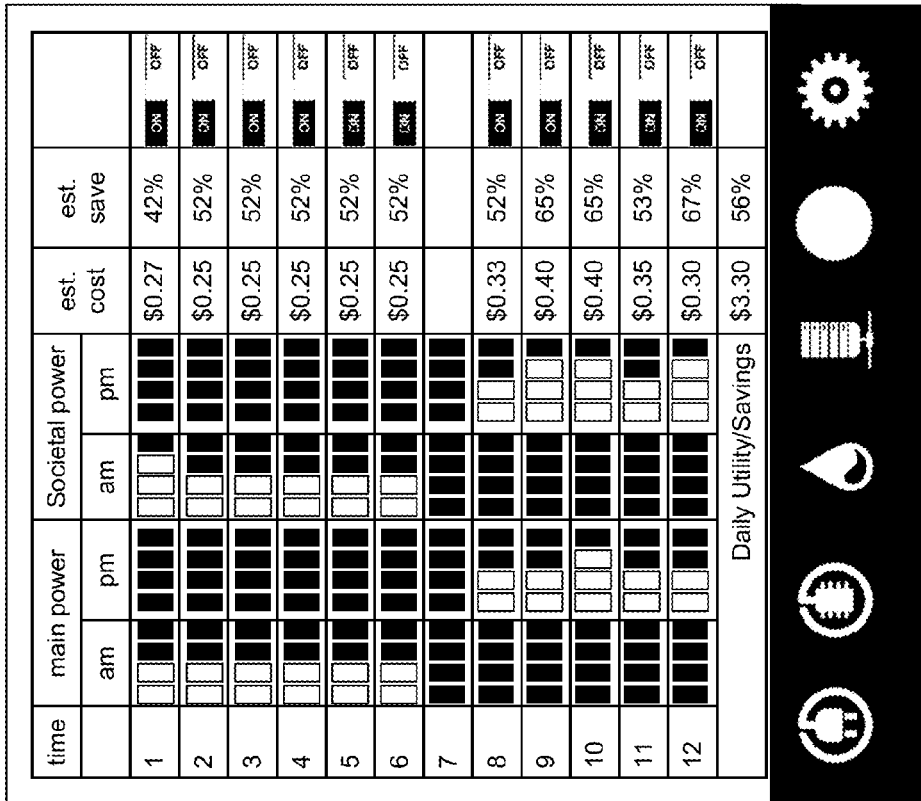 time main power Societal power est. cost est. save
am pm am pm
1 $0.27 42% ON OFF
2 $0.25 52% ON OFF
3 $0.25 52% ON OFF
4 $0.25 52% ON OFF
5 $0.25 52% ON OFF
6 $0.25 52% ON OFF
7
8 $0.33 52% ON OFF
9 $0.40 65% ON OFF
10 $0.40 65% ON OFF
11 $0.35 53% ON OFF
12 $0.30 67% ON OFF
Daily Utility/Savings $3.30 56%